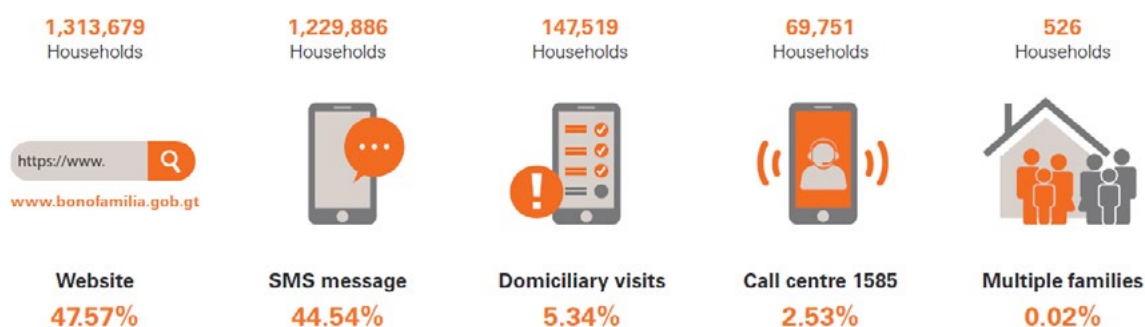 1,313,679
Households
1,229,886
Households
147,519
Households
69,751
Households
526
Households
https://www.
www.bonofamilia.gob.gt
!
Website
47.57%
SMS message
44.54%
Domiciliary visits
5.34%
Call centre 1585
2.53%
Multiple families
0.02%